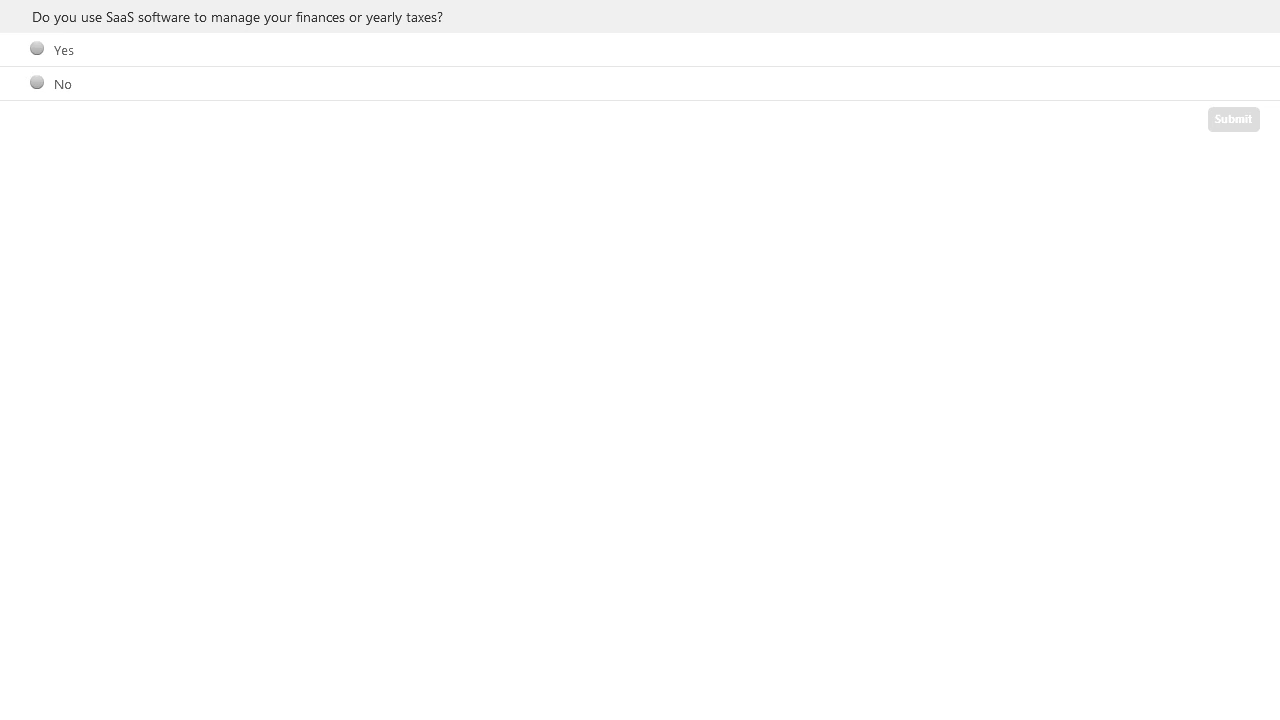 Do you use SaaS software to manage your finances or yearly taxes?
Yes
No
Submit